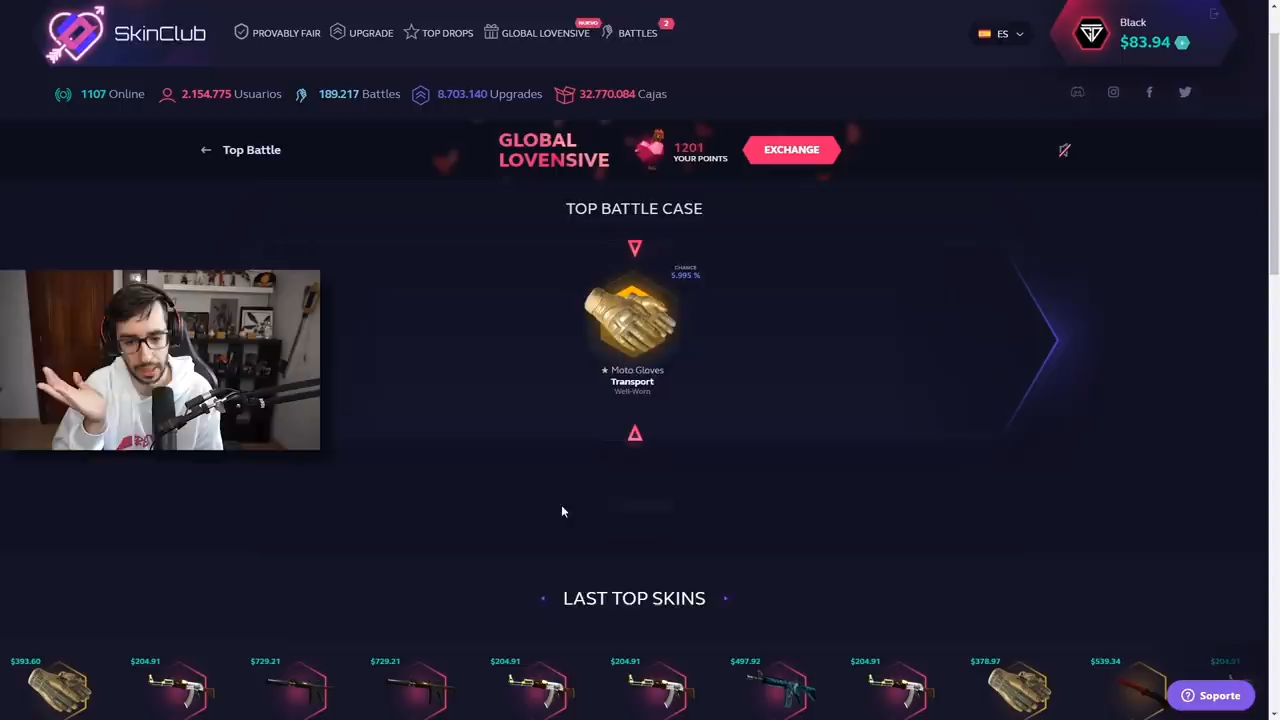 SkinClub
PROVABLY FAIR
UPGRADE
TOP DROPS
GLOBAL LOVENSIVE
NUEVO
BATTLES
2
ES
Black
$83.94
1107 Online
2.154.775 Usuarios
189.217 Battles
8.703.140 Upgrades
32.770.084 Cajas
← Top Battle
GLOBAL
LOVENSIVE
1201
YOUR POINTS
EXCHANGE
TOP BATTLE CASE
CHANCE
5.995 %
★ Moto Gloves
Transport
Well-Worn
LAST TOP SKINS
$393.60
$204.91
$729.21
$729.21
$204.91
$204.91
$497.92
$204.91
$378.97
$539.34
$204.91
Soporte